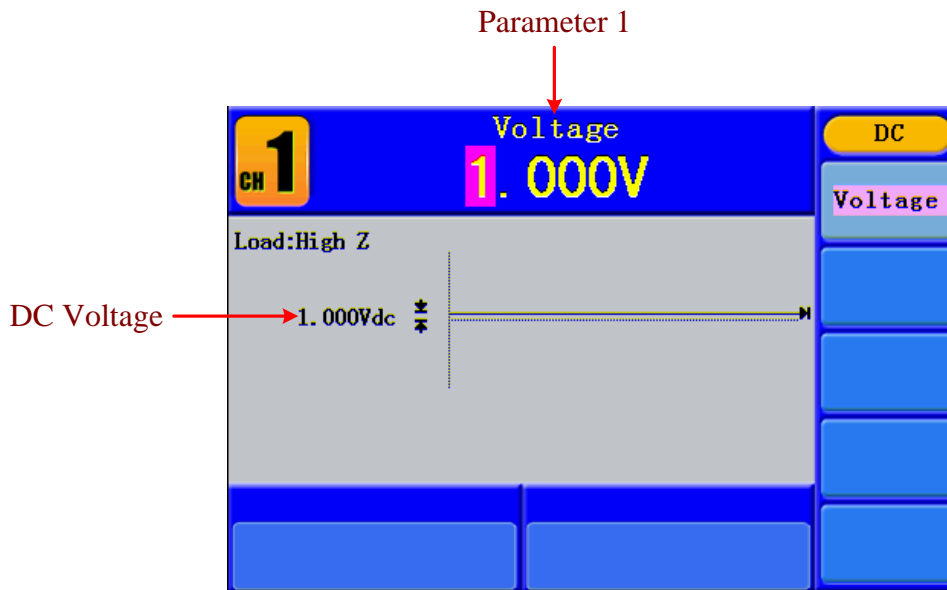 Parameter 1
CH 1
Voltage
1.000V
DC
Voltage
Load:High Z
DC Voltage
1.000Vdc